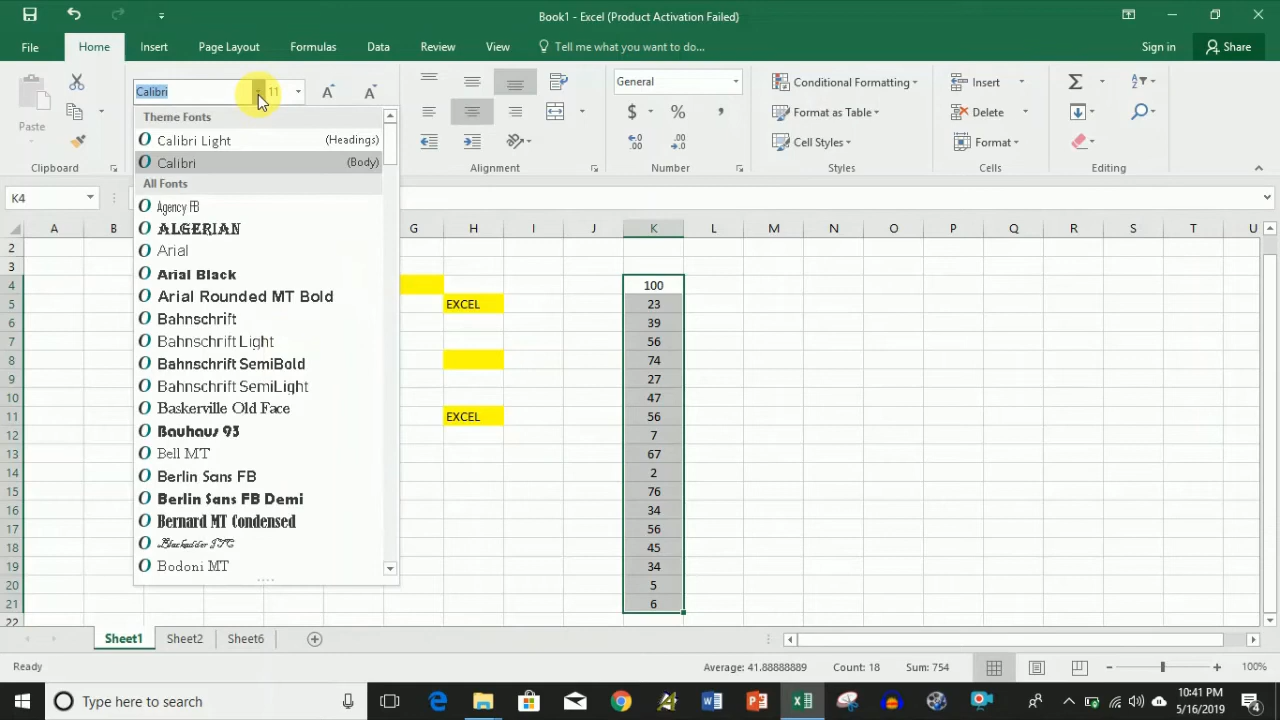 Book1 - Excel (Product Activation Failed)
File Home Insert Page Layout Formulas Data Review View Tell me what you want to do... Sign in Share
Paste
Clipboard
Calibri 11
Theme Fonts
Calibri Light (Headings)
Calibri (Body)
All Fonts
Agency FB
ALGERIAN
Arial
Arial Black
Arial Rounded MT Bold
Bahnschrift
Bahnschrift Light
Bahnschrift SemiBold
Bahnschrift SemiLight
Baskerville Old Face
Bauhaus 93
Bell MT
Berlin Sans FB
Berlin Sans FB Demi
Bernard MT Condensed
Blackadder ITC
Bodoni MT
Alignment
General
$ % ,
Number
Conditional Formatting
Format as Table
Cell Styles
Styles
Insert
Delete
Format
Cells
Editing
K4
A B G H I J K L M N O P Q R S T U
2
3
4 100
5 EXCEL 23
6 39
7 56
8 74
9 27
10 47
11 EXCEL 56
12 7
13 67
14 2
15 76
16 34
17 56
18 45
19 34
20 5
21 6
22
Sheet1 Sheet2 Sheet6
Ready Average: 41.88888889 Count: 18 Sum: 754 100%
Type here to search
10:41 PM
5/16/2019
4